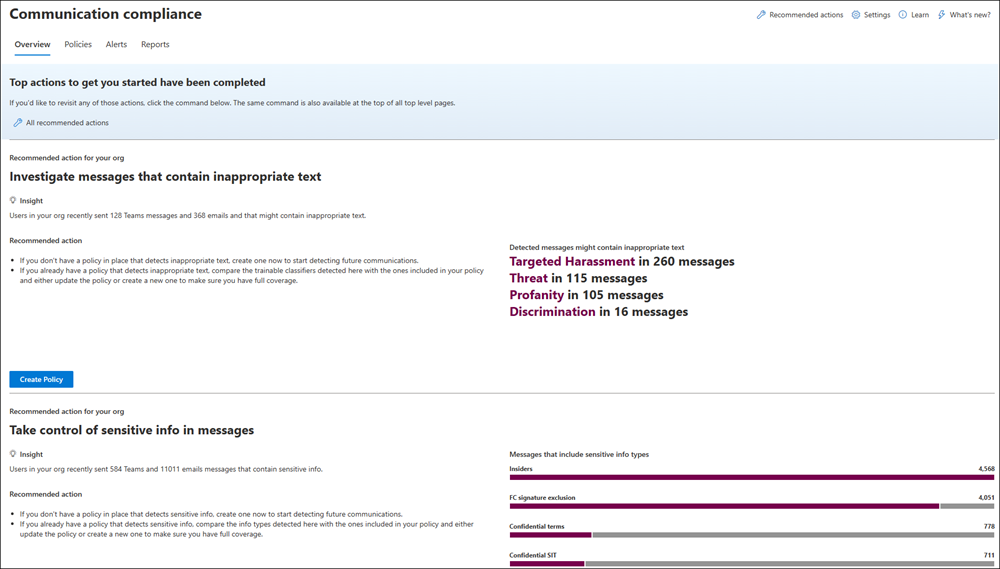 Communication compliance
Recommended actions
Settings
Learn
What's new?
Overview
Policies
Alerts
Reports
Top actions to get you started have been completed
If you'd like to revisit any of those actions, click the command below. The same command is also available at the top of all top level pages.
All recommended actions
Recommended action for your org
Investigate messages that contain inappropriate text
Insight
Users in your org recently sent 128 Teams messages and 368 emails and that might contain inappropriate text.
Recommended action
• If you don't have a policy in place that detects inappropriate text, create one now to start detecting future communications.
• If you already have a policy that detects inappropriate text, compare the trainable classifiers detected here with the ones included in your policy
and either update the policy or create a new one to make sure you have full coverage.
Detected messages might contain inappropriate text
Targeted Harassment in 260 messages
Threat in 115 messages
Profanity in 105 messages
Discrimination in 16 messages
Create Policy
Recommended action for your org
Take control of sensitive info in messages
Insight
Users in your org recently sent 584 Teams and 11011 emails messages that contain sensitive info.
Recommended action
• If you don't have a policy in place that detects sensitive info, create one now to start detecting future communications.
• If you already have a policy that detects sensitive info, compare the info types detected here with the ones included in your policy and either
update the policy or create a new one to make sure you have full coverage.
Messages that include sensitive info types
Insiders 4,568
FC signature exclusion 4,051
Confidential terms 778
Confidential SIT 711